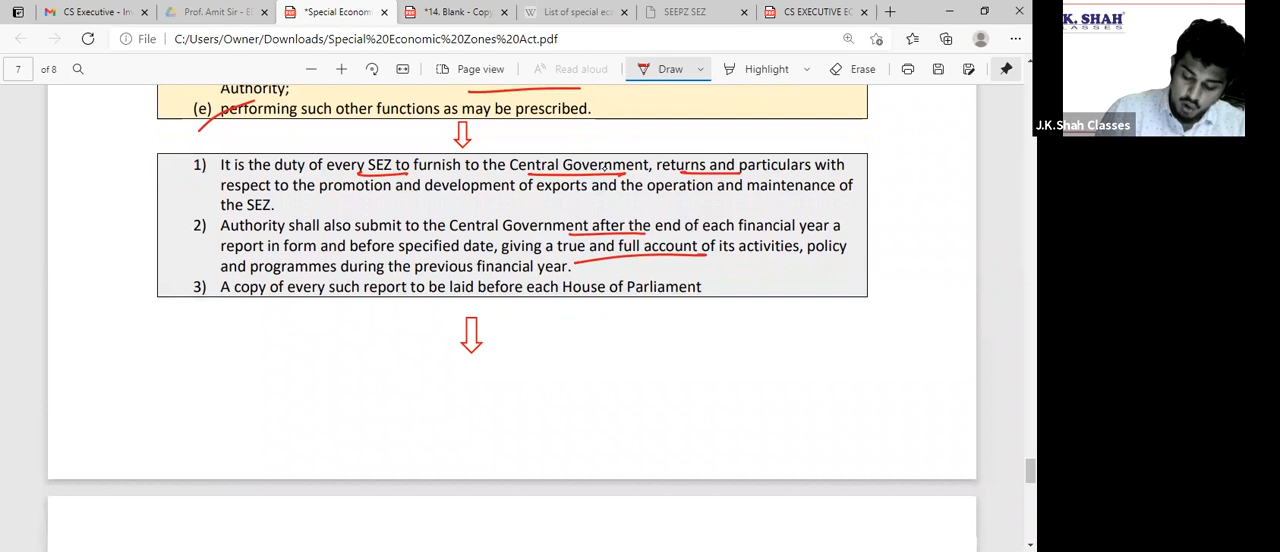 CS Executive - Inv
Prof. Amit Sir - E
*Special Econom
*14. Blank - Copy
List of special eco
SEEPZ SEZ
CS EXECUTIVE EC
File
C:/Users/Owner/Downloads/Special%20Economic%20Zones%20Act.pdf
7 of 8
Page view
Read aloud
Draw
Highlight
Erase
K. SHAH®
CLASSES
J.K.Shah Classes
Authority;
(e) performing such other functions as may be prescribed.
1) It is the duty of every SEZ to furnish to the Central Government, returns and particulars with
respect to the promotion and development of exports and the operation and maintenance of
the SEZ.
2) Authority shall also submit to the Central Government after the end of each financial year a
report in form and before specified date, giving a true and full account of its activities, policy
and programmes during the previous financial year.
3) A copy of every such report to be laid before each House of Parliament